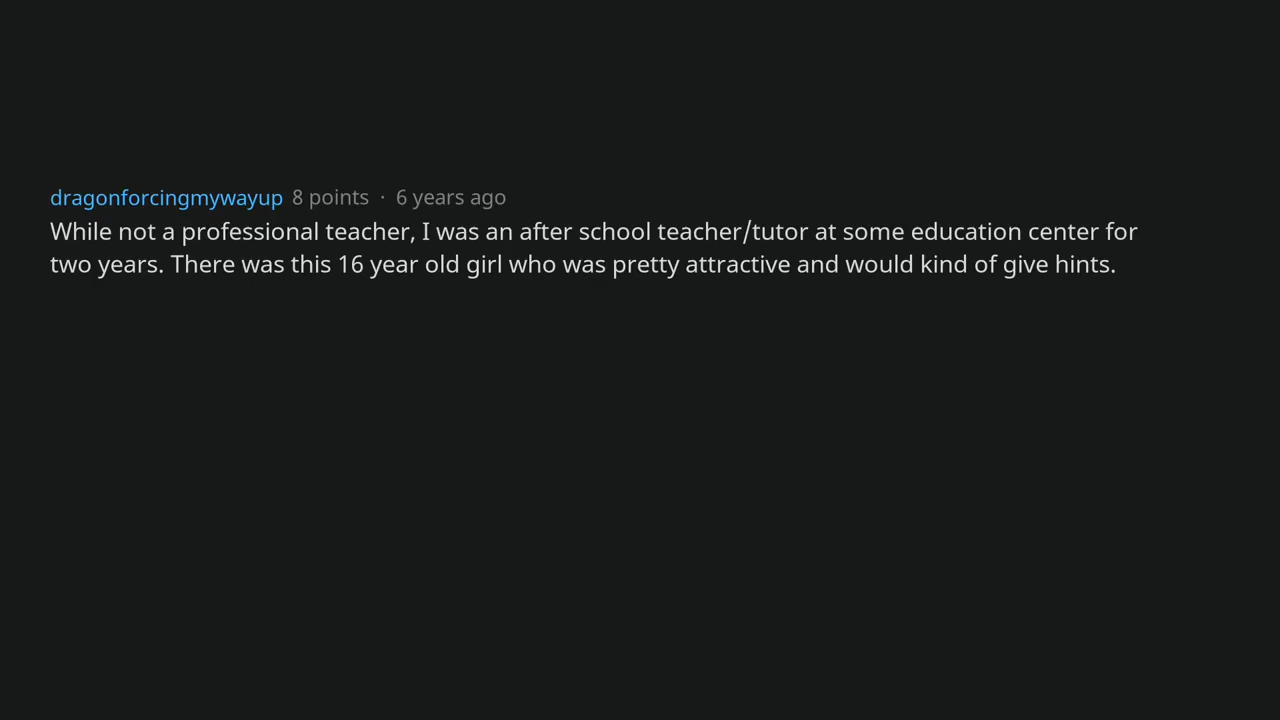 dragonforcingmywayup 8 points · 6 years ago
While not a professional teacher, I was an after school teacher/tutor at some education center for
two years. There was this 16 year old girl who was pretty attractive and would kind of give hints.